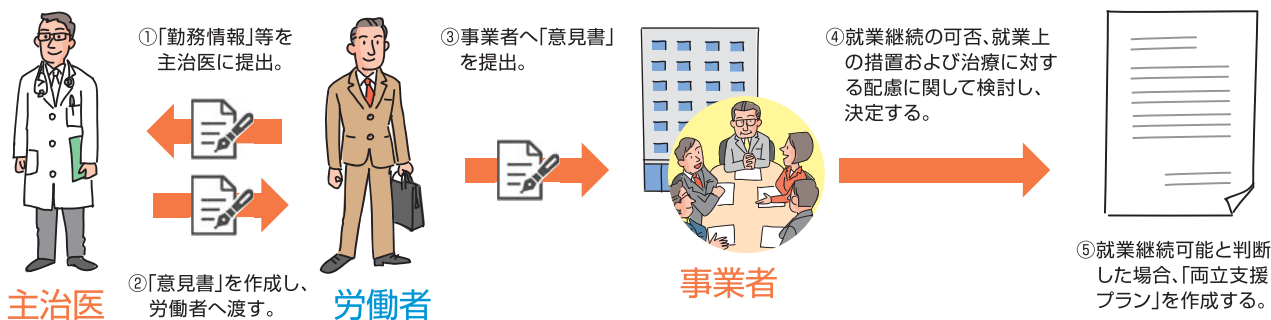 ①「勤務情報」等を
主治医に提出。
②「意見書」を作成し、
労働者へ渡す。
主治医
労働者
③事業者へ「意見書」
を提出。
事業者
④就業継続の可否、就業上
の措置および治療に対す
る配慮に関して検討し、
決定する。
⑤就業継続可能と判断
した場合、「両立支援
プラン」を作成する。